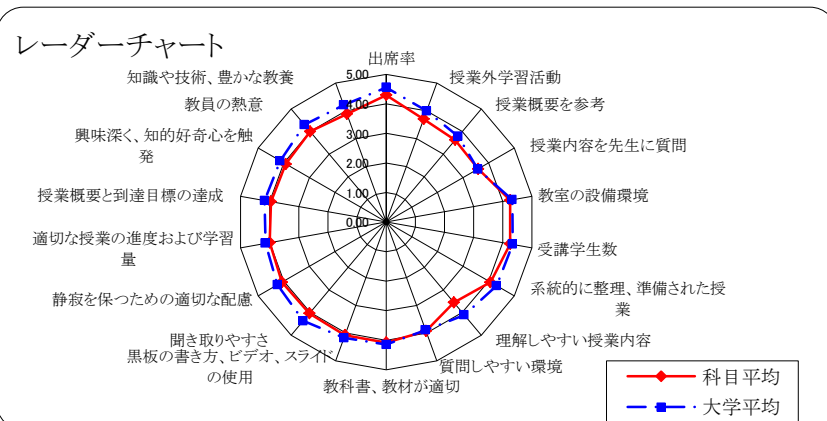 レーダーチャート
出席率
授業外学習活動
授業概要を参考
授業内容を先生に質問
教室の設備環境
受講学生数
系統的に整理、準備された授
業
理解しやすい授業内容
質問しやすい環境
教科書、教材が適切
黒板の書き方、ビデオ、スライド
の使用
聞き取りやすさ
静寂を保つための適切な配慮
適切な授業の進度および学習
量
授業概要と到達目標の達成
興味深く、知的好奇心を触
発
教員の熱意
知識や技術、豊かな教養
5.00
4.00
3.00
2.00
1.00
0.00
科目平均
大学平均